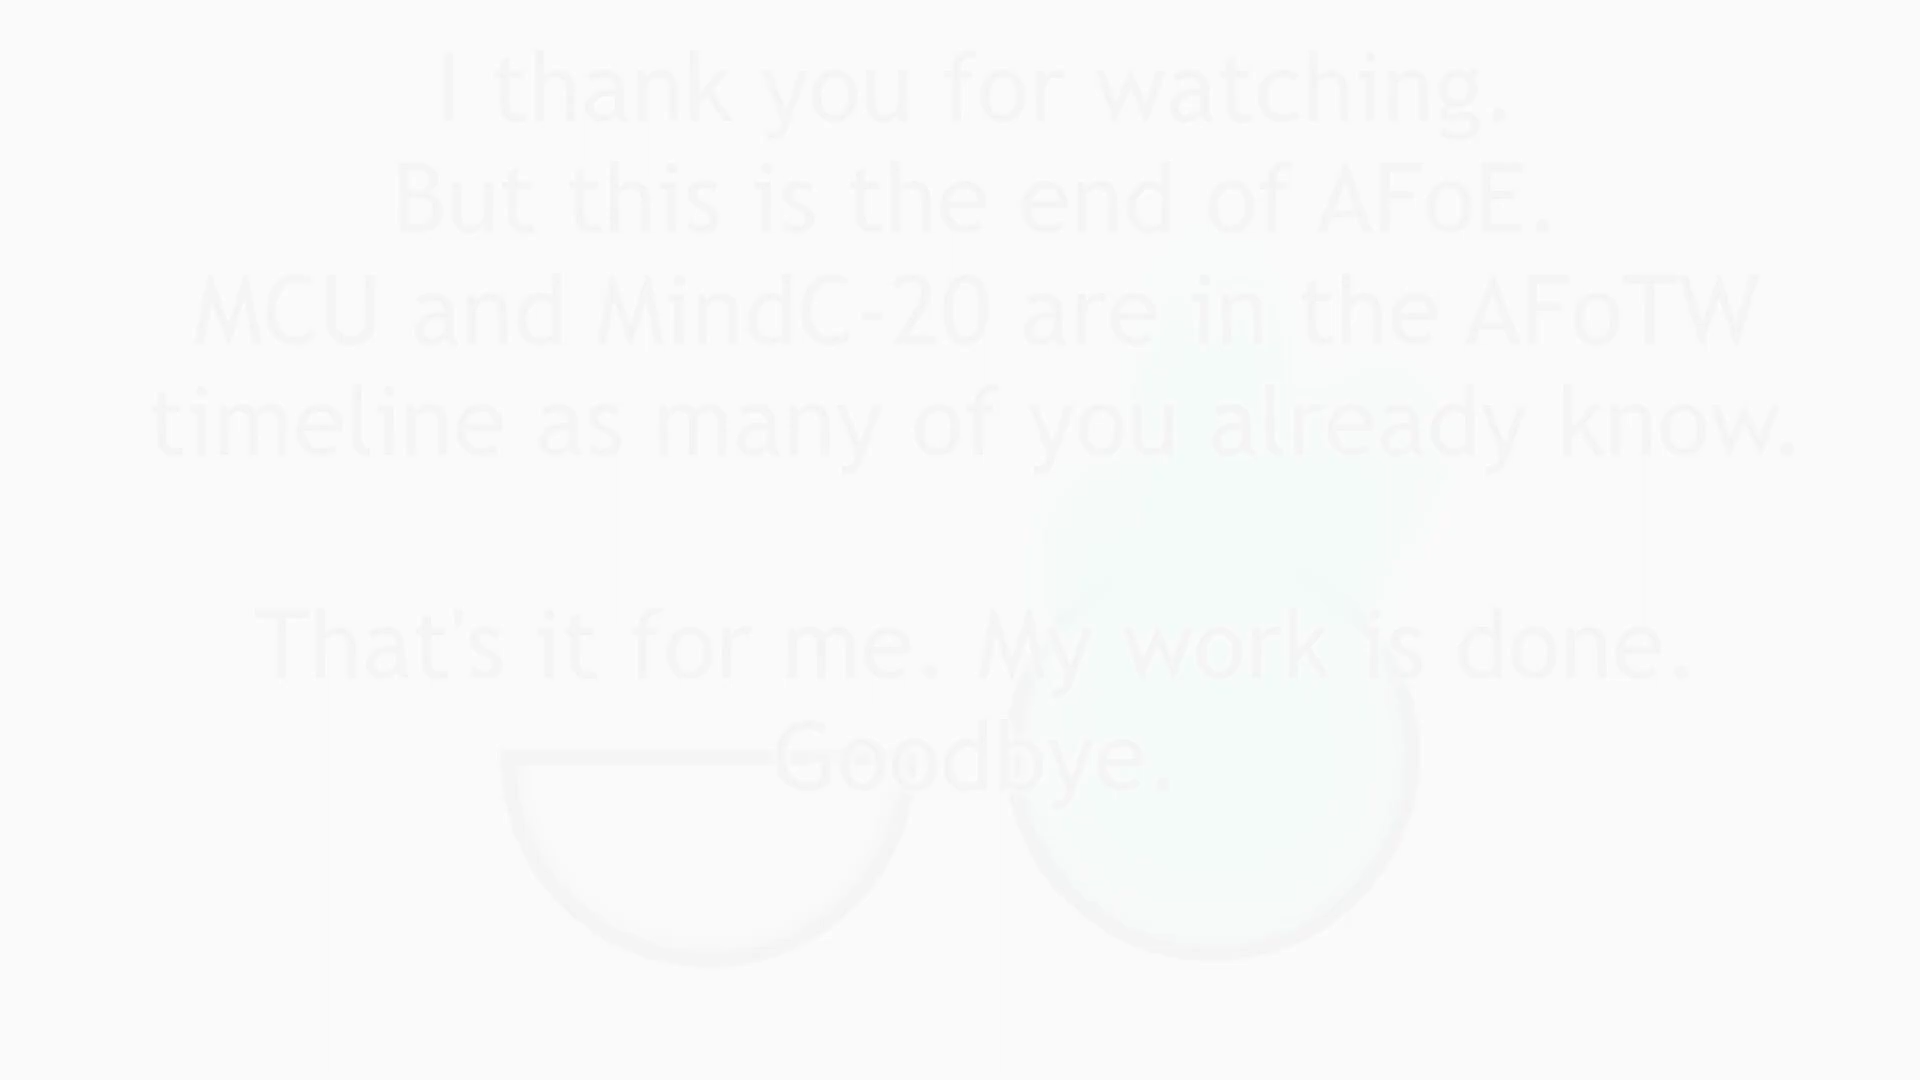 I thank you for watching.
But this is the end of AFoE.
MCU and MindC-20 are in the AFoTW
timeline as many of you already know.
That's it for me. My work is done.
Goodbye.